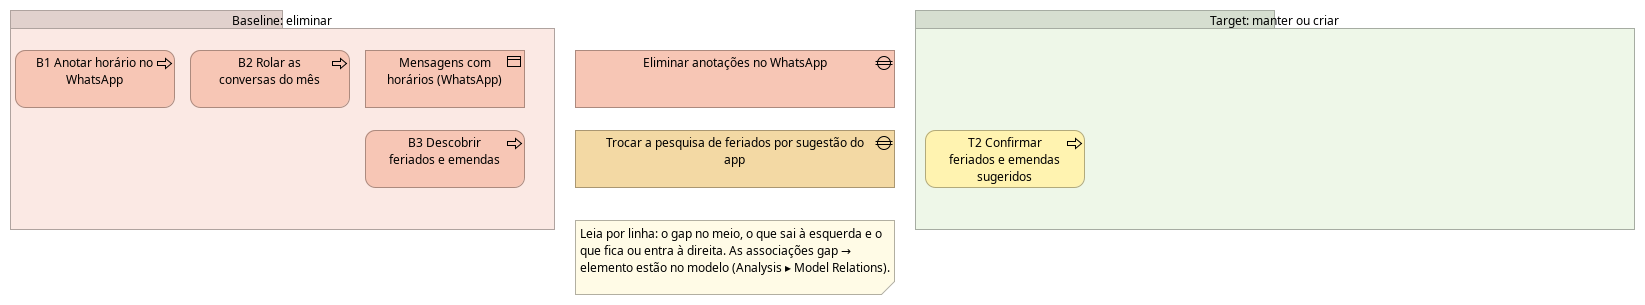 Baseline: eliminar
Target: manter ou criar
B1 Anotar horário no
WhatsApp
B2 Rolar as
conversas do mês
Mensagens com
horários (WhatsApp)
Eliminar anotações no WhatsApp
B3 Descobrir
feriados e emendas
Trocar a pesquisa de feriados por sugestão do
app
T2 Confirmar
feriados e emendas
sugeridos
Leia por linha: o gap no meio, o que sai à esquerda e o
que fica ou entra à direita. As associações gap →
elemento estão no modelo (Analysis ▸ Model Relations).